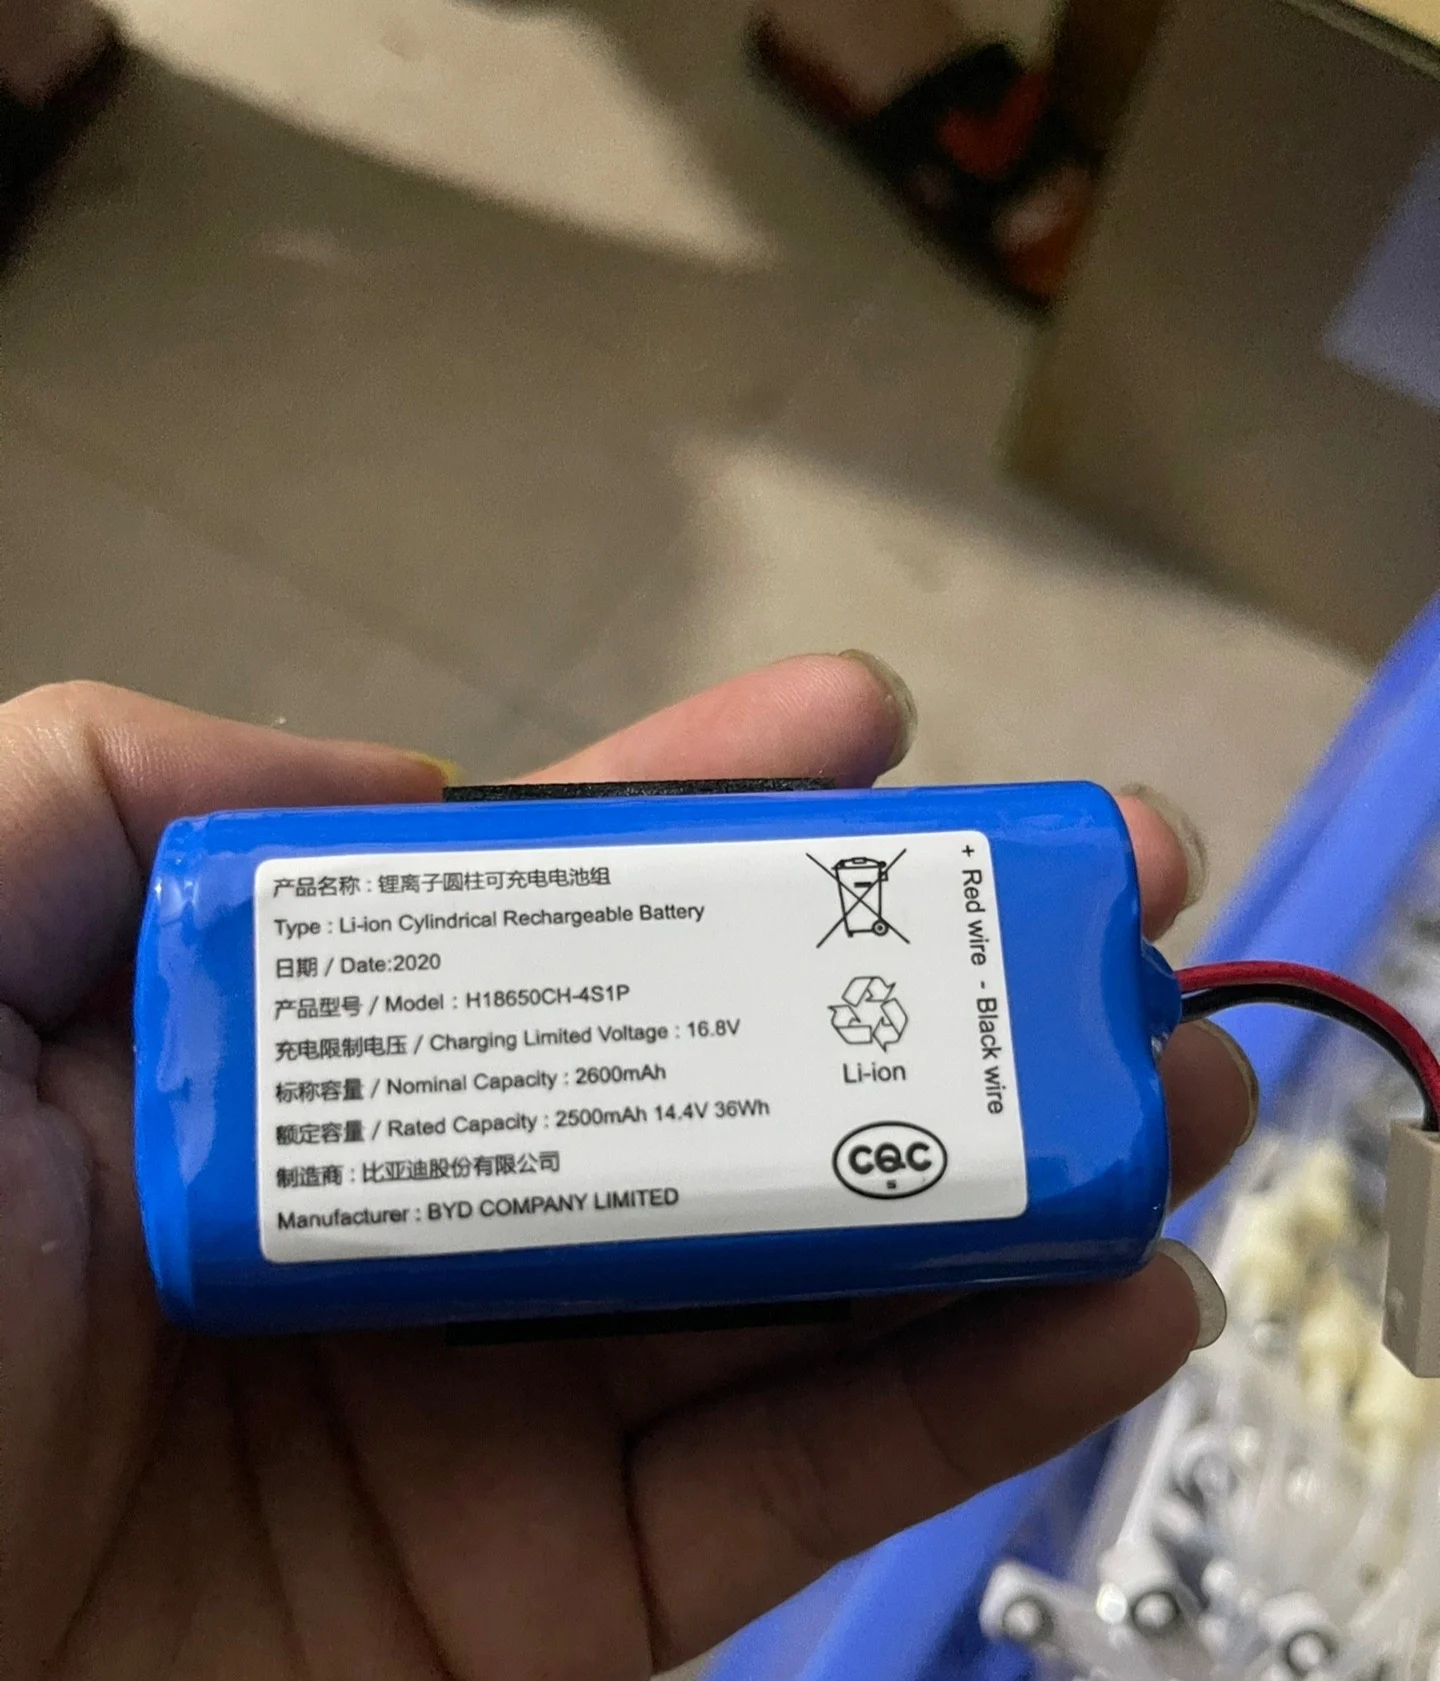 产品名称：锂离子圆柱可充电电池组
Type : Li-ion Cylindrical Rechargeable Battery
日期 / Date:2020
产品型号 / Model : H18650CH-4S1P
充电限制电压 / Charging Limited Voltage : 16.8V
标称容量 / Nominal Capacity : 2600mAh
额定容量 / Rated Capacity : 2500mAh 14.4V 36Wh
制造商：比亚迪股份有限公司
Manufacturer : BYD COMPANY LIMITED
Li-ion
CQC
S
+ Red wire - Black wire